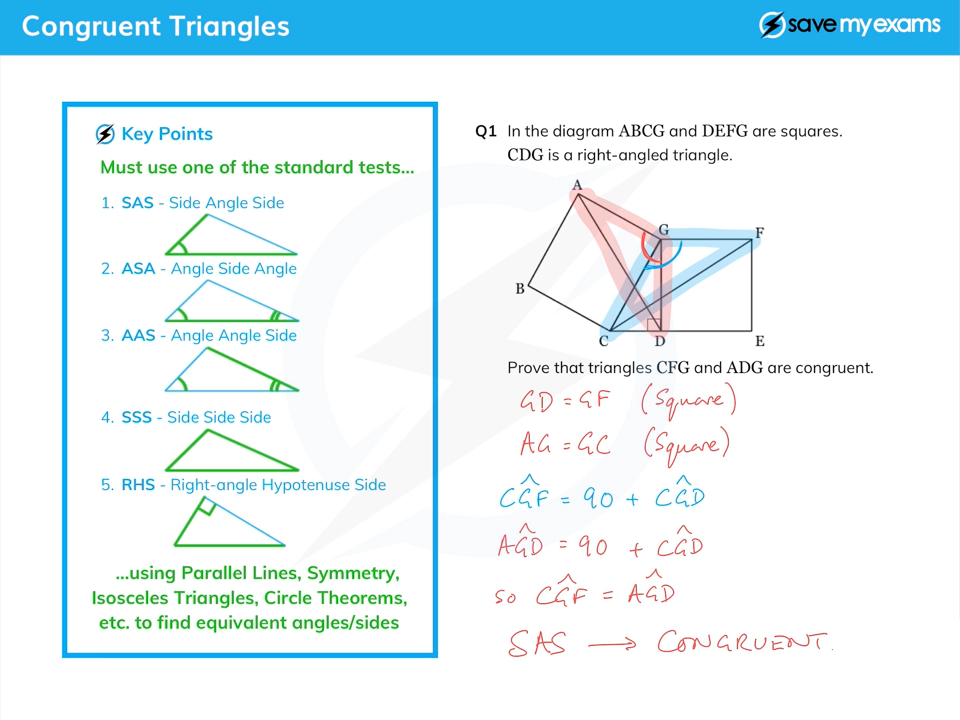 Congruent Triangles
save my exams
Key Points
Must use one of the standard tests...
1. SAS - Side Angle Side
2. ASA - Angle Side Angle
3. AAS - Angle Angle Side
4. SSS - Side Side Side
5. RHS - Right-angle Hypotenuse Side
...using Parallel Lines, Symmetry,
Isosceles Triangles, Circle Theorems,
etc. to find equivalent angles/sides
Q1 In the diagram ABCG and DEFG are squares.
CDG is a right-angled triangle.
A
G
F
B
C
D
E
Prove that triangles CFG and ADG are congruent.
GD = GF (Square)
AG = GC (Square)
CĜF = 90 + CĜD
AĜD = 90 + CĜD
so CĜF = AĜD
SAS → CONGRUENT.